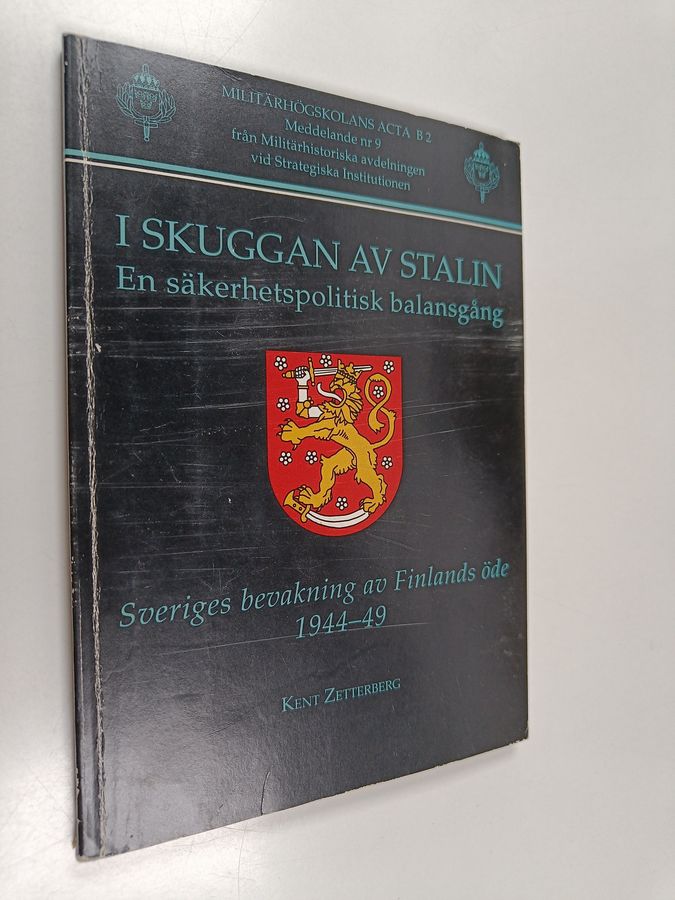 MILITÄRHÖGSKOLANS ACTA B 2
Meddelande nr 9
från Militärhistoriska avdelningen
vid Strategiska Institutionen
I SKUGGAN AV STALIN
En säkerhetspolitisk balansgång
Sveriges bevakning av Finlands öde
1944–49
KENT ZETTERBERG